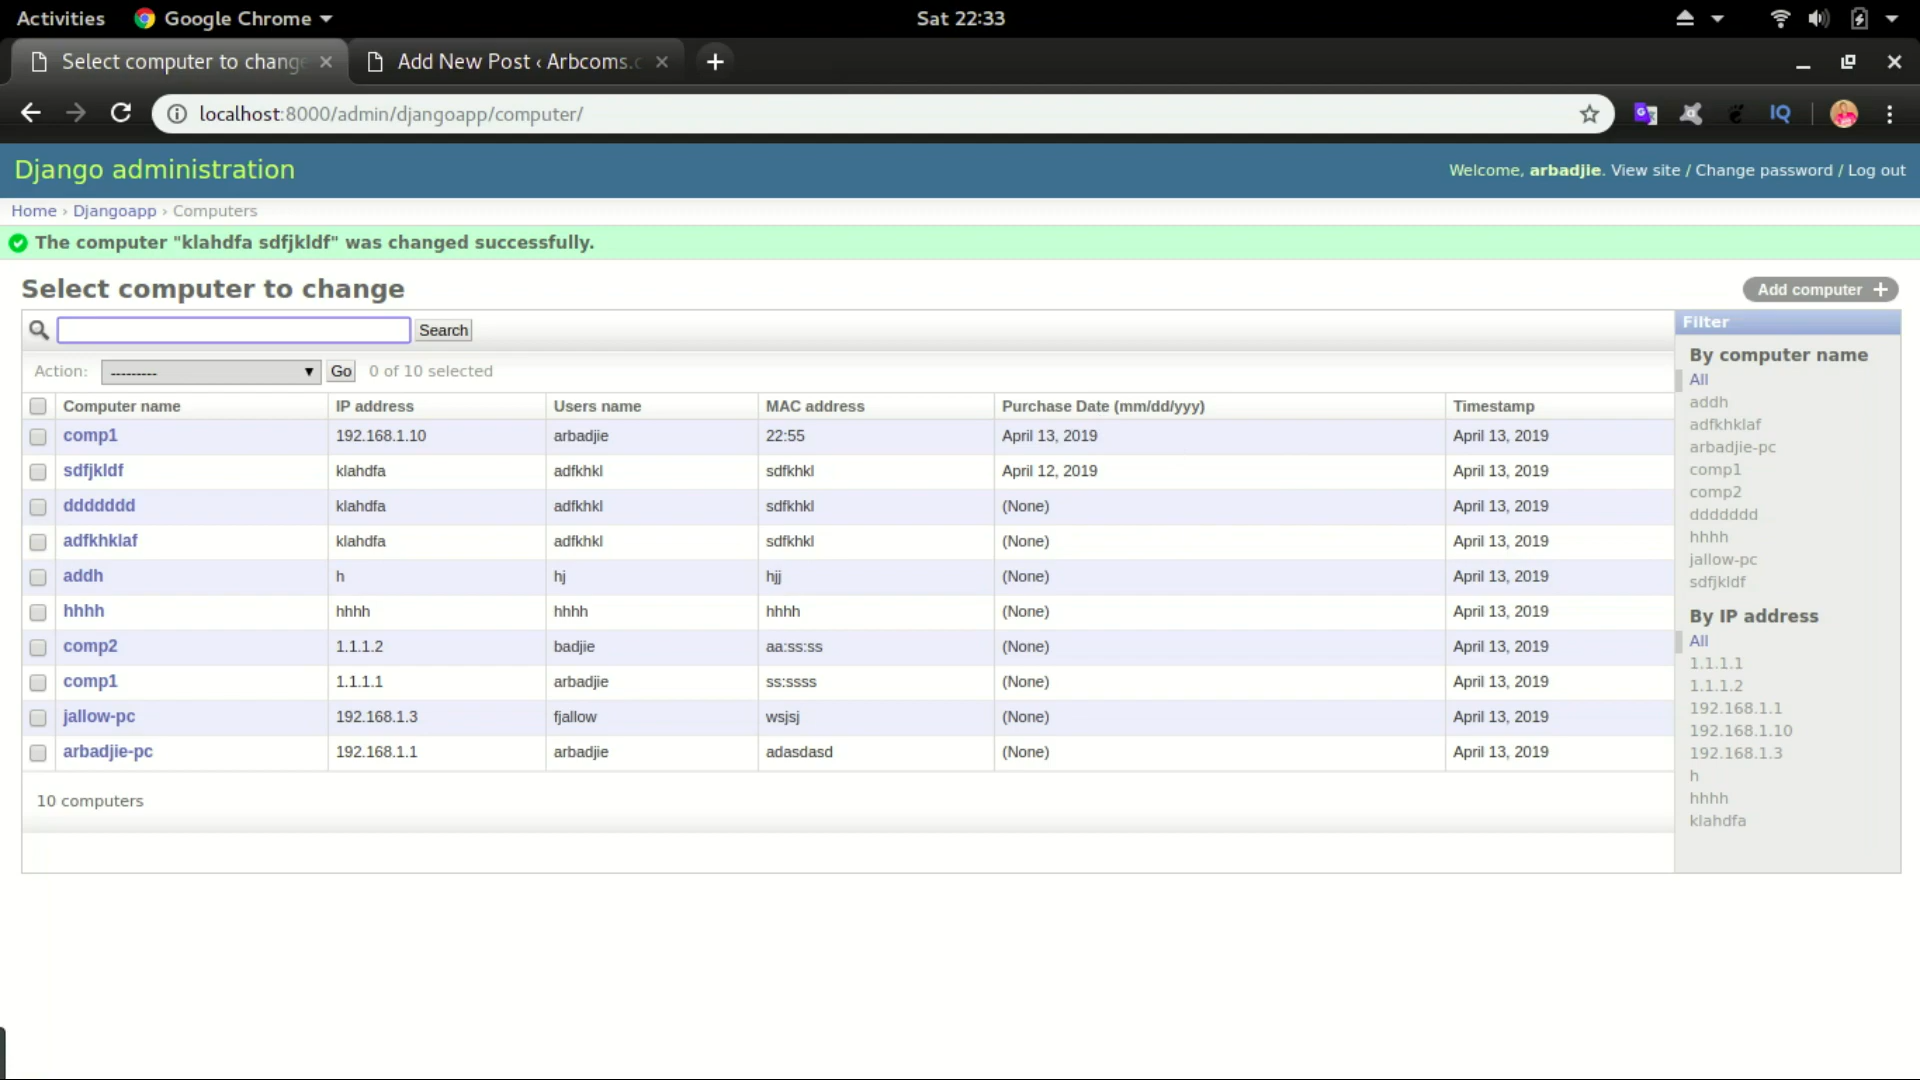 Activities Google Chrome Sat 22:33
Select computer to change Add New Post ‹ Arbcoms.
localhost:8000/admin/djangoapp/computer/ IQ
Django administration Welcome, arbadjie. View site / Change password / Log out
Home › Djangoapp › Computers
The computer "klahdfa sdfjkldf" was changed successfully.
Select computer to change Add computer +
Search
Action: --------- Go 0 of 10 selected
Computer name IP address Users name MAC address Purchase Date (mm/dd/yyy) Timestamp
comp1 192.168.1.10 arbadjie 22:55 April 13, 2019 April 13, 2019
sdfjkldf klahdfa adfkhkl sdfkhkl April 12, 2019 April 13, 2019
ddddddd klahdfa adfkhkl sdfkhkl (None) April 13, 2019
adfkhklaf klahdfa adfkhkl sdfkhkl (None) April 13, 2019
addh h hj hjj (None) April 13, 2019
hhhh hhhh hhhh hhhh (None) April 13, 2019
comp2 1.1.1.2 badjie aa:ss:ss (None) April 13, 2019
comp1 1.1.1.1 arbadjie ss:ssss (None) April 13, 2019
jallow-pc 192.168.1.3 fjallow wsjsj (None) April 13, 2019
arbadjie-pc 192.168.1.1 arbadjie adasdasd (None) April 13, 2019
10 computers
Filter
By computer name
All
addh
adfkhklaf
arbadjie-pc
comp1
comp2
ddddddd
hhhh
jallow-pc
sdfjkldf
By IP address
All
1.1.1.1
1.1.1.2
192.168.1.1
192.168.1.10
192.168.1.3
h
hhhh
klahdfa